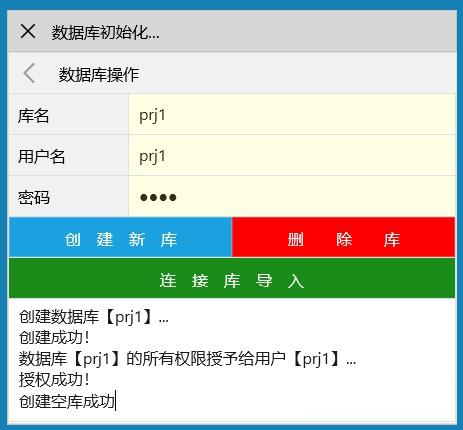 数据库初始化...
数据库操作
库名 prj1
用户名 prj1
密码 ●●●●
创 建 新 库 删 除 库
连 接 库 导 入
创建数据库【prj1】...
创建成功！
数据库【prj1】的所有权限授予给用户【prj1】...
授权成功！
创建空库成功